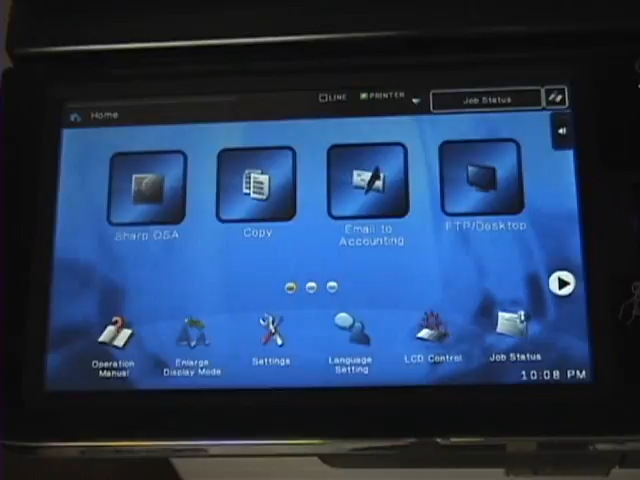 LINE
PRINTER
Job Status
Home
Sharp OSA
Copy
Email to
Accounting
FTP/Desktop
Operation
Manual
Enlarge
Display Mode
Settings
Language
Setting
LCD Control
Job Status
10:08 PM